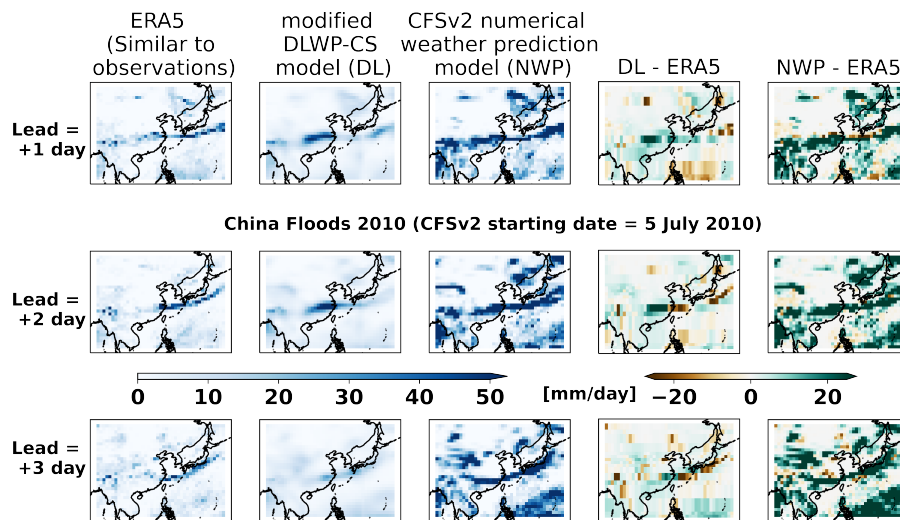 ERA5
(Similar to
observations)
modified
DLWP-CS
model (DL)
CFSv2 numerical
weather prediction
model (NWP)
DL - ERA5
NWP - ERA5
Lead =
+1 day
China Floods 2010 (CFSv2 starting date = 5 July 2010)
Lead =
+2 day
0 10 20 30 40 50 [mm/day] −20 0 20
Lead =
+3 day